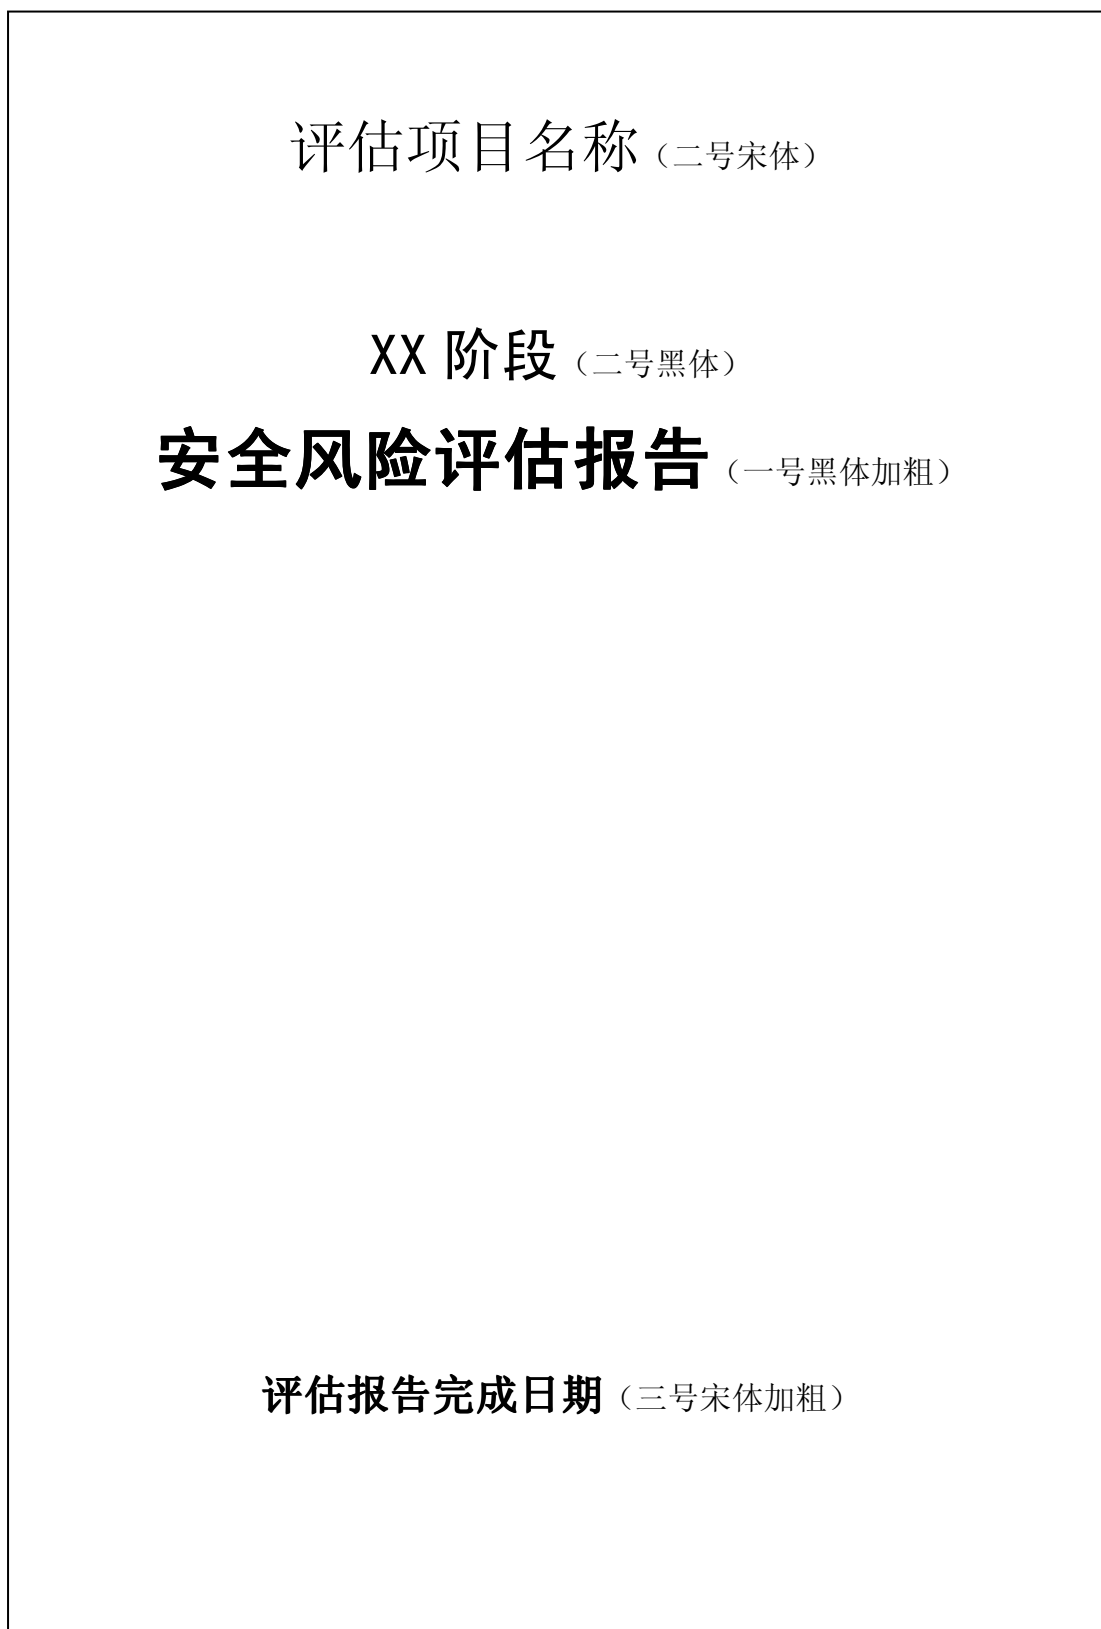 评估项目名称（二号宋体）
XX 阶段（二号黑体）
安全风险评估报告（一号黑体加粗）
评估报告完成日期（三号宋体加粗）